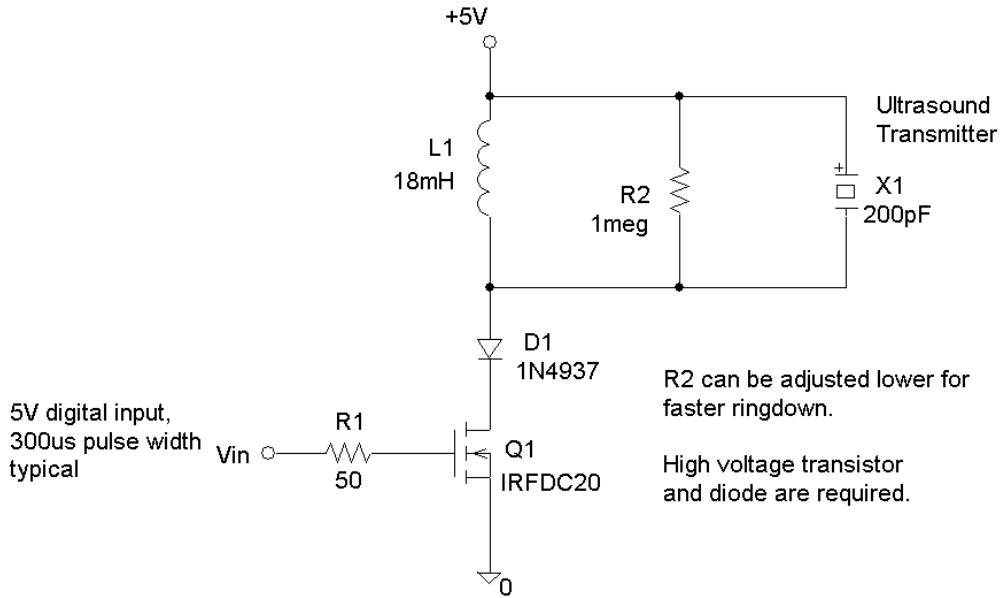 +5V
Ultrasound
Transmitter
L1
18mH
R2
1meg
+
X1
200pF
D1
1N4937
R2 can be adjusted lower for
faster ringdown.
5V digital input,
300us pulse width
typical
Vin
R1
50
Q1
IRFDC20
High voltage transistor
and diode are required.
0